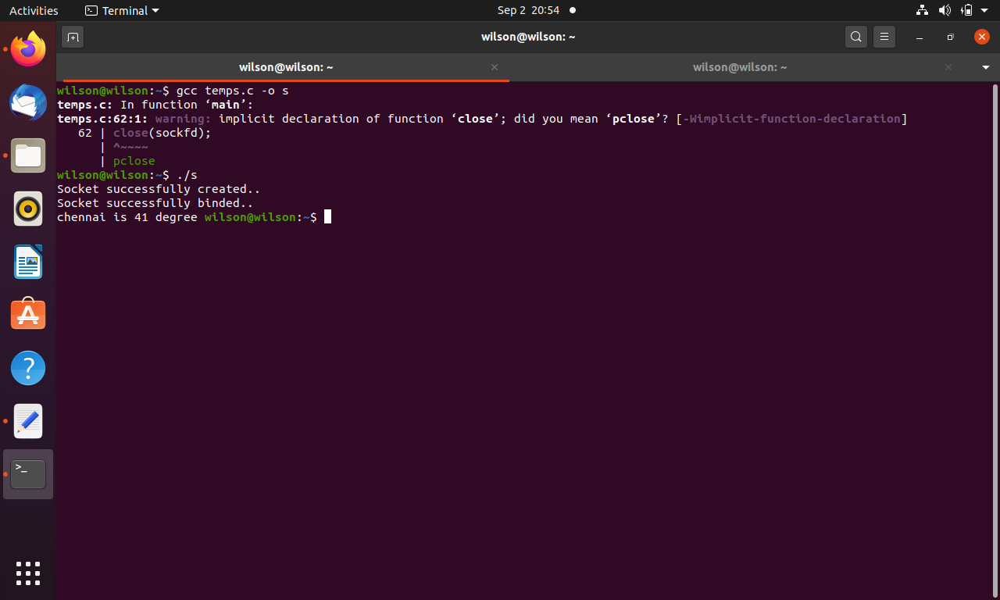 Activities Terminal Sep 2 20:54
wilson@wilson: ~
wilson@wilson: ~ wilson@wilson: ~
wilson@wilson:~$ gcc temps.c -o s
temps.c: In function ‘main’:
temps.c:62:1: warning: implicit declaration of function ‘close’; did you mean ‘pclose’? [-Wimplicit-function-declaration]
   62 | close(sockfd);
      | ^~~~~
      | pclose
wilson@wilson:~$ ./s
Socket successfully created..
Socket successfully binded..
chennai is 41 degree wilson@wilson:~$